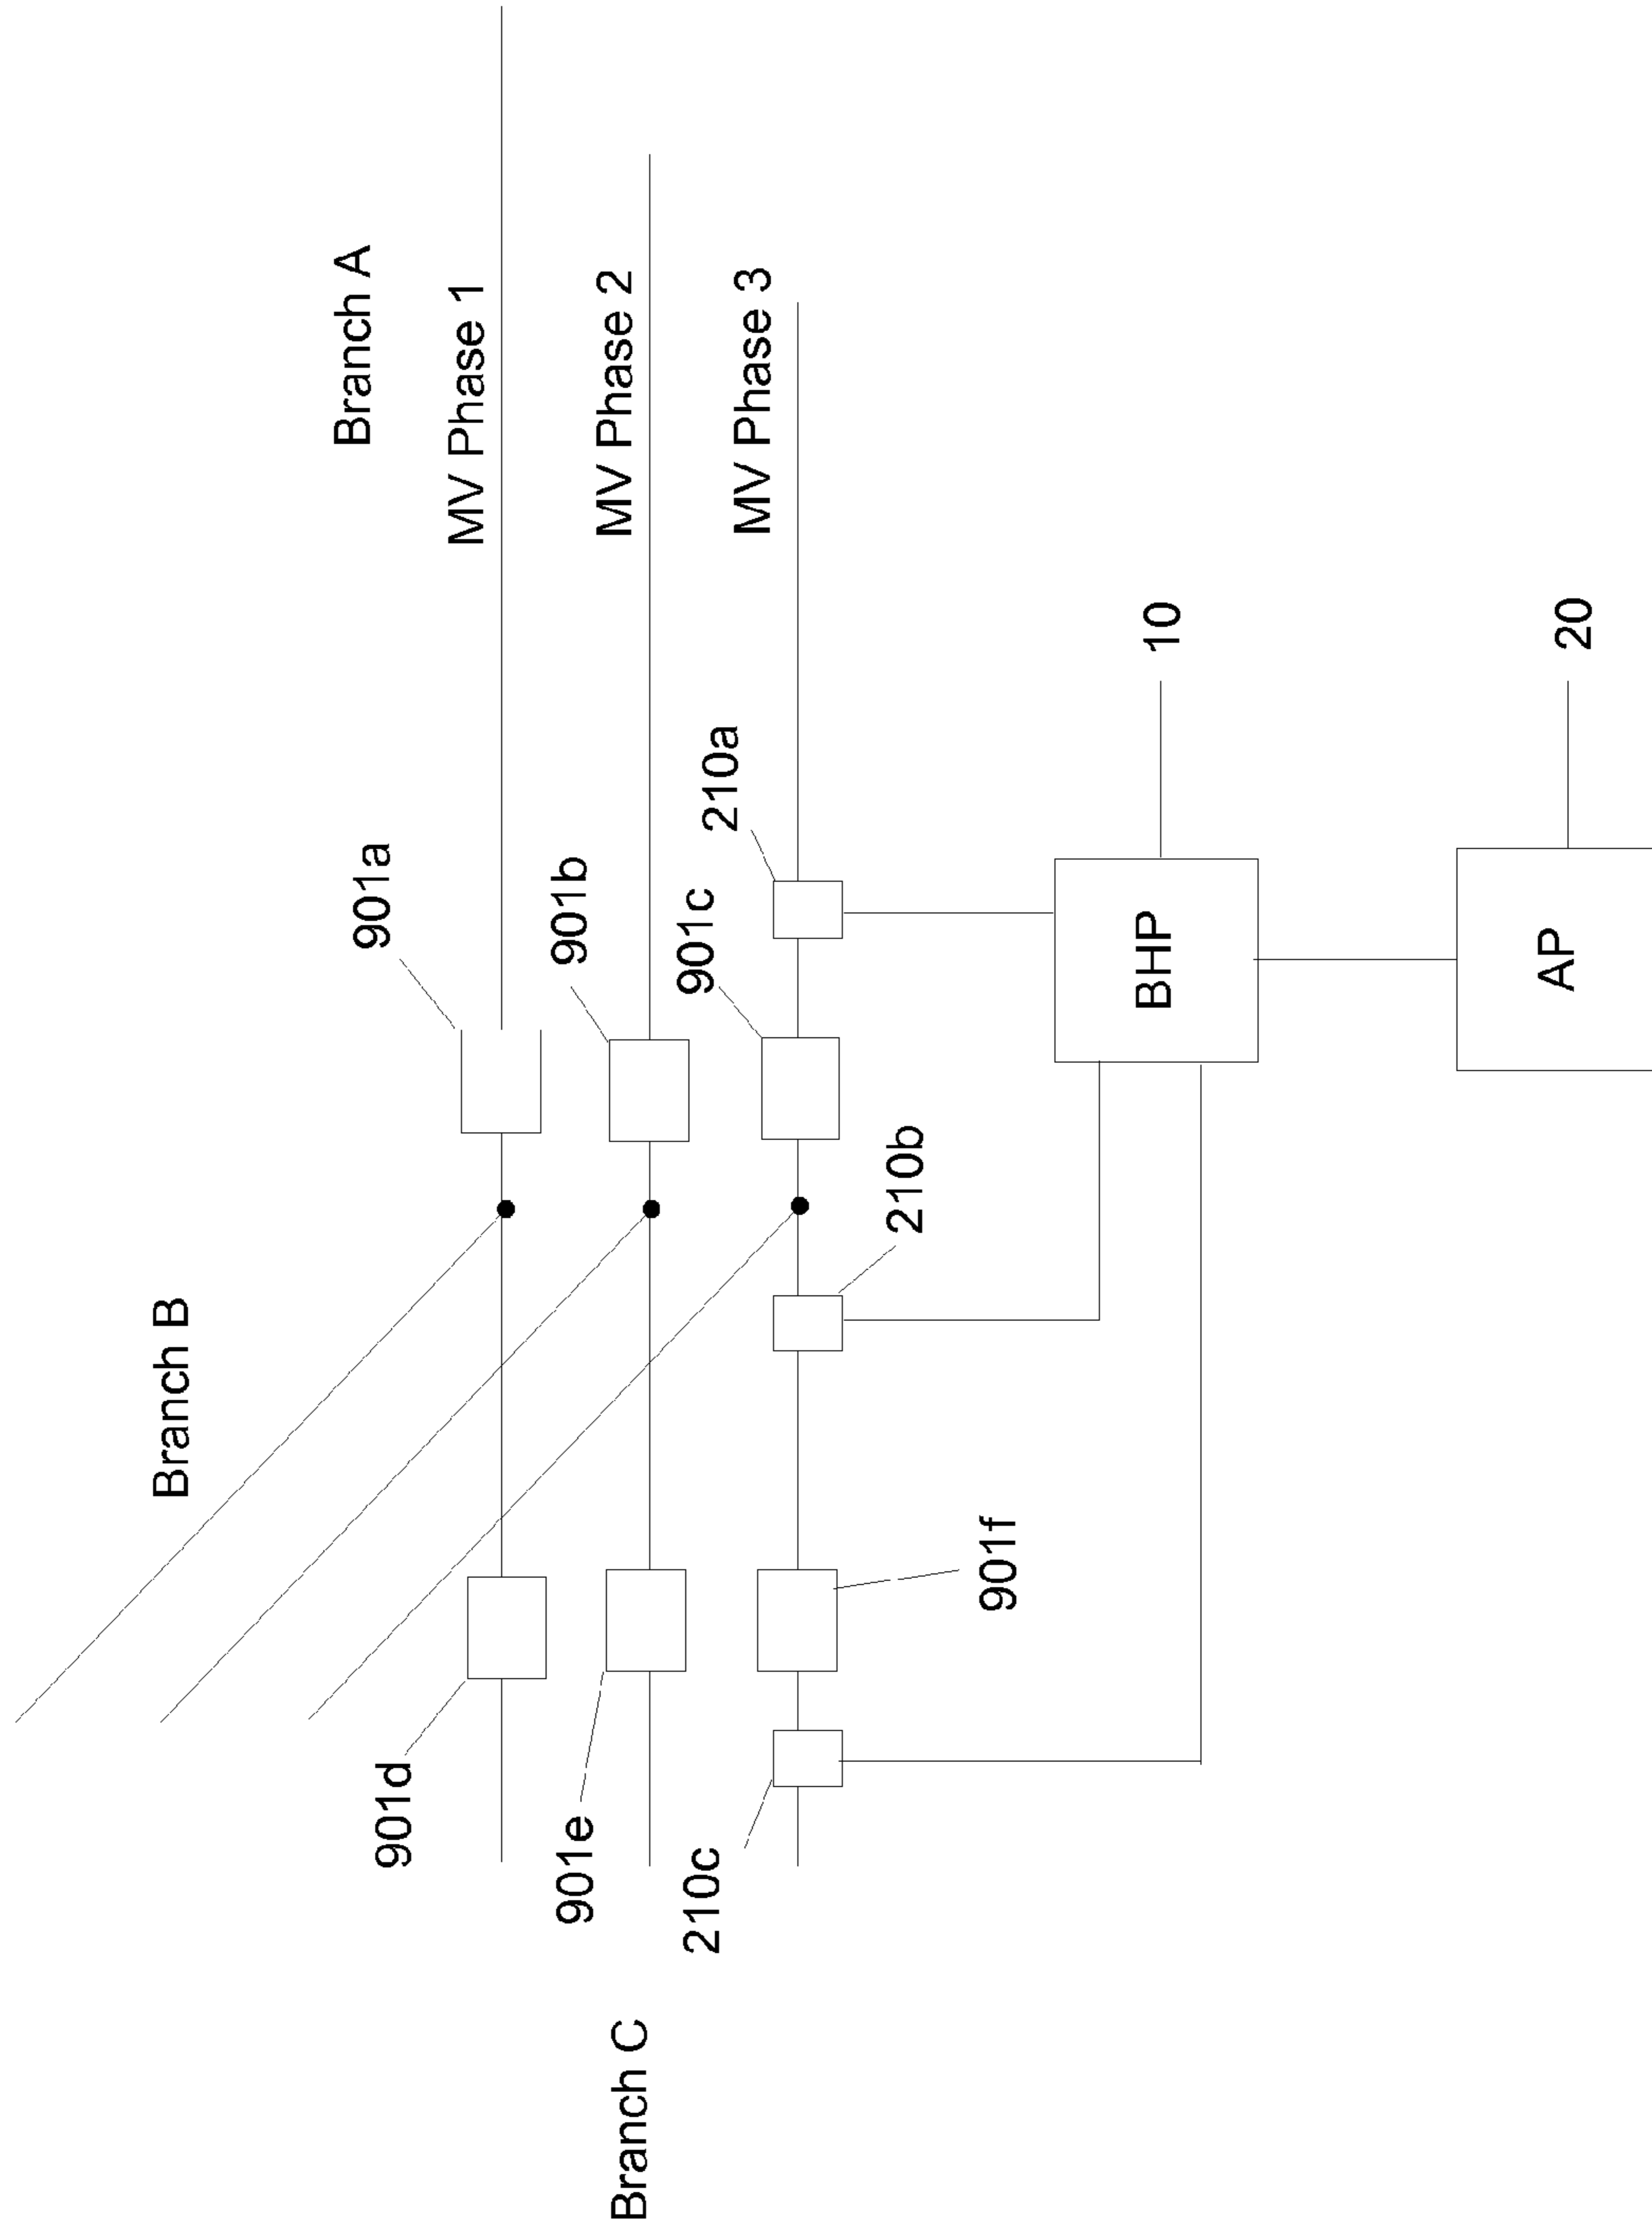 Branch A
MV Phase 1
MV Phase 2
MV Phase 3
Branch B
901a
901b
901c
210a
210b
901d
901e
901f
210c
Branch C
BHP
10
AP
20